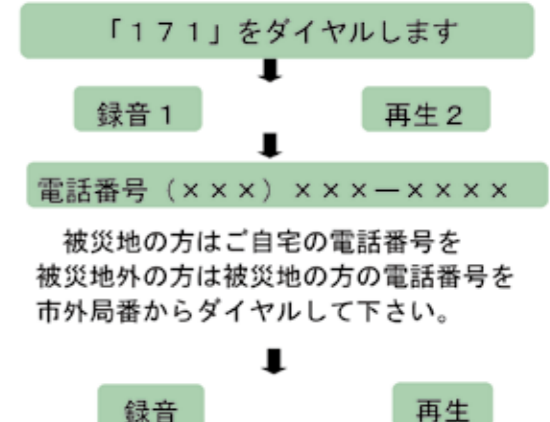 「１７１」をダイヤルします
録音１
再生２
電話番号（×××）×××ー××××
被災地の方はご自宅の電話番号を
被災地外の方は被災地の方の電話番号を
市外局番からダイヤルして下さい。
録音
再生